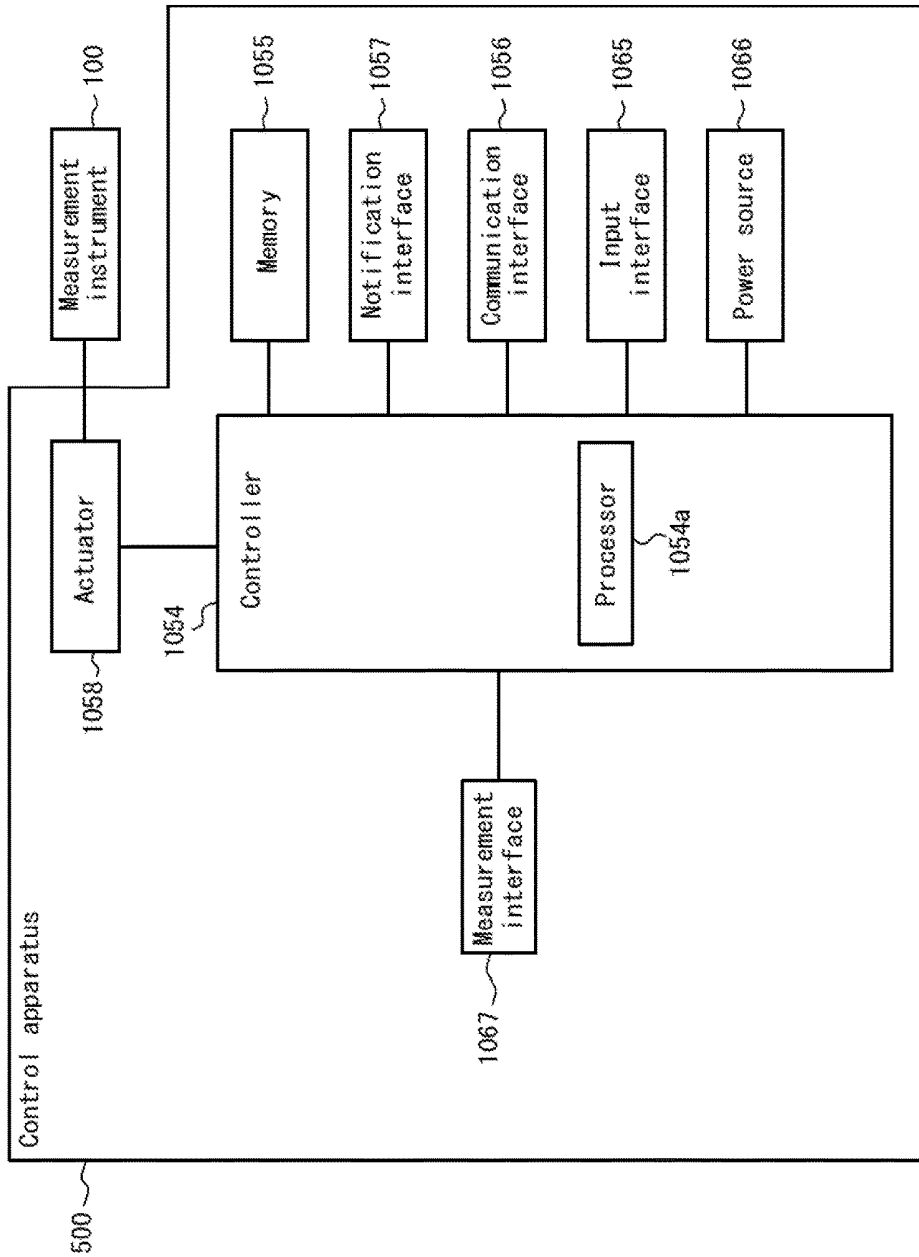 500
Control apparatus
1067
Measurement
interface
1058
Actuator
1054
Controller
Processor
1054a
Measurement
instrument
100
Memory
1055
Notification
interface
1057
Communication
interface
1056
Input
interface
1065
Power source
1066